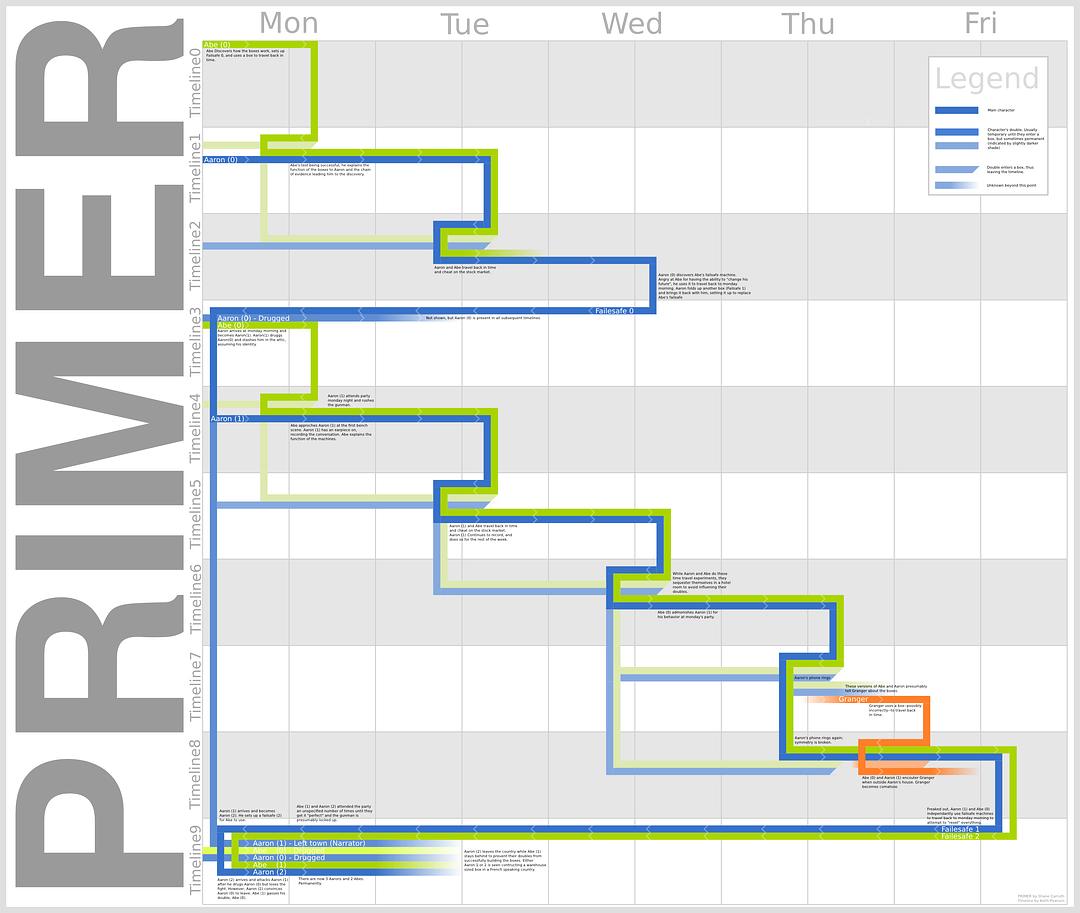 PRIMER
Mon Tue Wed Thu Fri
Legend
Main character
Character's double. Usually
temporary until they enter a
box, but sometimes permanent
(indicated by slightly darker
shade)
Double enters a box, thus
leaving the timeline.
Unknown beyond this point
Timeline0
Abe (0)
Abe Discovers how the boxes work, sets up
Failsafe 0, and uses a box to travel back in
time.
Timeline1
Aaron (0)
Abe's test being successful, he explains the
function of the boxes to Aaron and the chain
of evidence leading him to the discovery.
Timeline2
Aaron and Abe travel back in time
and cheat on the stock market.
Aaron (0) discovers Abe's failsafe machine.
Angry at Abe for having the ability to "change his
future", he uses it to travel back to monday
morning. Aaron folds up another box (Failsafe 1)
and brings it back with him, setting it up to replace
Abe's failsafe
Timeline3
Failesafe 0
Aaron (0) - Drugged
Not shown, but Aaron (0) is present in all subsequent timelines
Abe (0)
Aaron arrives at monday morning and
becomes Aaron(1). Aaron(1) druggs
Aaron(0) and stashes him in the attic,
assuming his identity.
Timeline4
Aaron (1) attends party
monday night and rushes
the gunman.
Aaron (1)
Abe approches Aaron (1) at the first bench
scene. Aaron (1) has an earpiece on,
recording the conversation. Abe explains the
function of the machines.
Timeline5
Aaron (1) and Abe travel back in time
and cheat on the stock market.
Aaron (1) Continues to record, and
does so for the rest of the week.
Timeline6
While Aaron and Abe do these
time travel experiments, they
sequester themselves in a hotel
room to avoid influencing their
doubles.
Abe (0) admonishes Aaron (1) for
his behavior at monday's party.
Timeline7
Aaron's phone rings
These versions of Abe and Aaron presumably
tell Granger about the boxes
Granger
Granger uses a box--possibly
incorrectly--to travel back
in time.
Timeline8
Aaron's phone rings again;
symmetry is broken.
Abe (0) and Aaron (1) encouter Granger
when outside Aaron's house. Granger
becomes comatose.
Aaron (1) arrives and becomes
Aaron (2). He sets up a failsafe (2)
for Abe to use.
Abe (1) and Aaron (2) attended the party
an unspecified number of times until they
got it "perfect" and the gunman is
presumably locked up.
Freaked out, Aaron (1) and Abe (0)
independantly use failsafe machines
to travel back to monday morning to
attempt to "reset" everything.
Timeline9
Failesafe 1
Failesafe 2
Aaron (1) - Left town (Narrator)
Aaron (0) - Drugged
Abe (1)
Aaron (2)
Aaron (2) leaves the country while Abe (1)
stays behind to prevent their doubles from
successfully building the boxes. Either
Aaron 1 or 2 is seen contructing a warehouse
sized box in a French speaking country.
Aaron (2) arrives and attacks Aaron (1)
after he drugs Aaron (0) but loses the
fight. However, Aaron (2) convinces
Aaron (0) to leave. Abe (1) gasses his
double, Abe (0).
There are now 3 Aarons and 2 Abes.
Permanently.
PRIMER by Shane Carruth